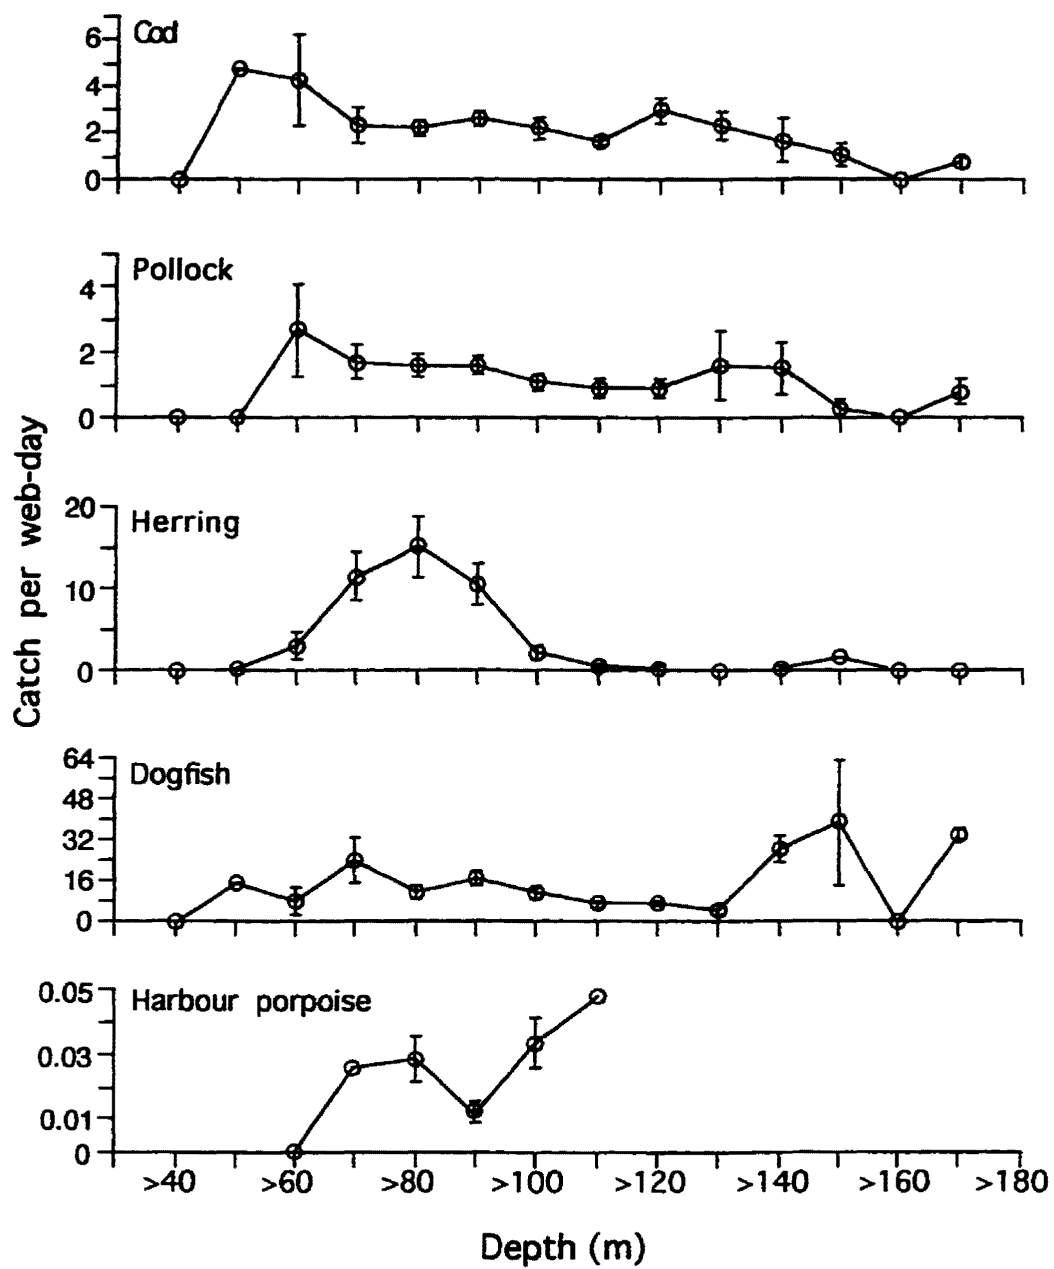 Cod
6
4
2
0
Pollock
4
2
0
Herring
20
10
0
Dogfish
64
48
32
16
0
Harbour porpoise
0.05
0.03
0.01
0
>40 >60 >80 >100 >120 >140 >160 >180
Depth (m)
Catch per web-day